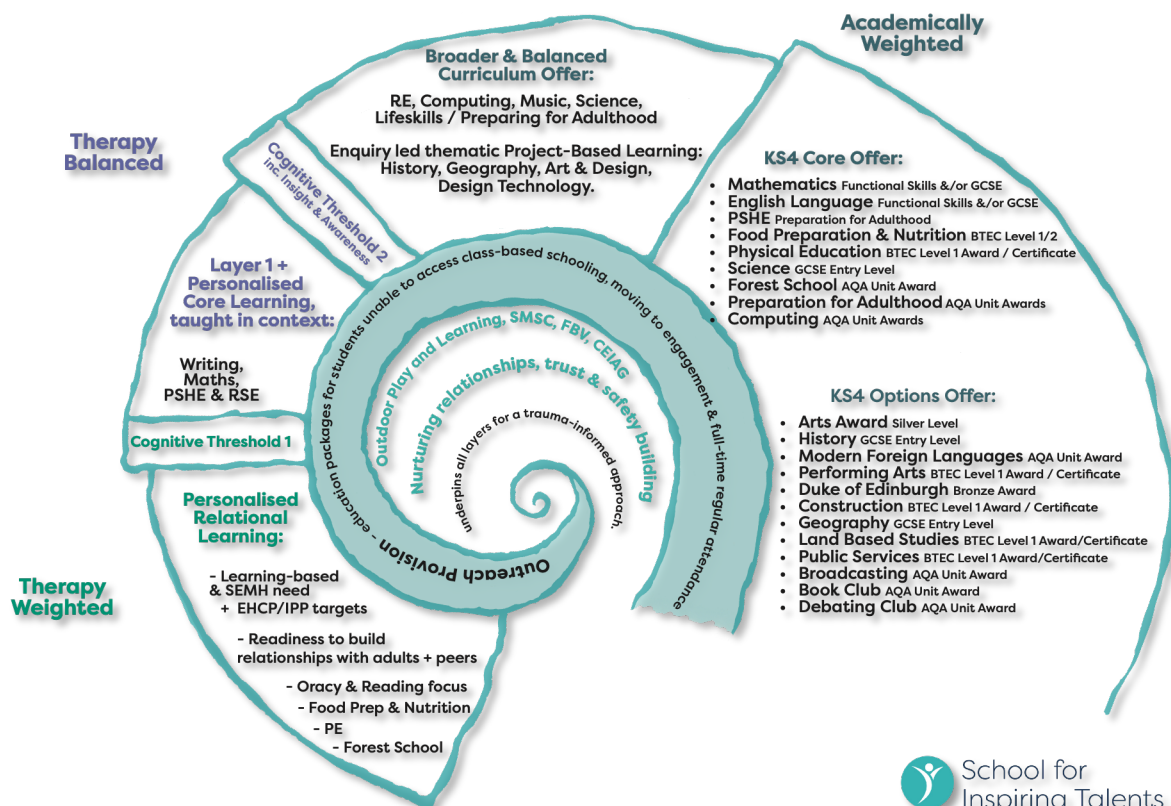 Academically
Weighted
Broader & Balanced
Curriculum Offer:
RE, Computing, Music, Science,
Lifeskills / Preparing for Adulthood
Enquiry led thematic Project-Based Learning:
History, Geography, Art & Design,
Design Technology.
Therapy
Balanced
Cognitive Threshold 2
inc. Insight & Awareness
Layer 1 +
Personalised
Core Learning,
taught in context:
Writing,
Maths,
PSHE & RSE
Cognitive Threshold 1
Personalised
Relational
Learning:
- Learning-based
& SEMH need
+ EHCP/IPP targets
- Readiness to build
relationships with adults + peers
- Oracy & Reading focus
- Food Prep & Nutrition
- PE
- Forest School
Therapy
Weighted
Outreach Provision - education packages for students unable to access class-based schooling, moving to engagement & full-time regular attendance
Outdoor Play and Learning, SMSC, FBV, CEIAG
Nurturing relationships, trust & safety building
underpins all layers for a trauma-informed approach.
KS4 Core Offer:
• Mathematics Functional Skills &/or GCSE
• English Language Functional Skills &/or GCSE
• PSHE Preparation for Adulthood
• Food Preparation & Nutrition BTEC Level 1/2
• Physical Education BTEC Level 1 Award / Certificate
• Science GCSE Entry Level
• Forest School AQA Unit Award
• Preparation for Adulthood AQA Unit Awards
• Computing AQA Unit Awards
KS4 Options Offer:
• Arts Award Silver Level
• History GCSE Entry Level
• Modern Foreign Languages AQA Unit Award
• Performing Arts BTEC Level 1 Award / Certificate
• Duke of Edinburgh Bronze Award
• Construction BTEC Level 1 Award / Certificate
• Geography GCSE Entry Level
• Land Based Studies BTEC Level 1 Award/Certificate
• Public Services BTEC Level 1 Award/Certificate
• Broadcasting AQA Unit Award
• Book Club AQA Unit Award
• Debating Club AQA Unit Award
School for
Inspiring Talents